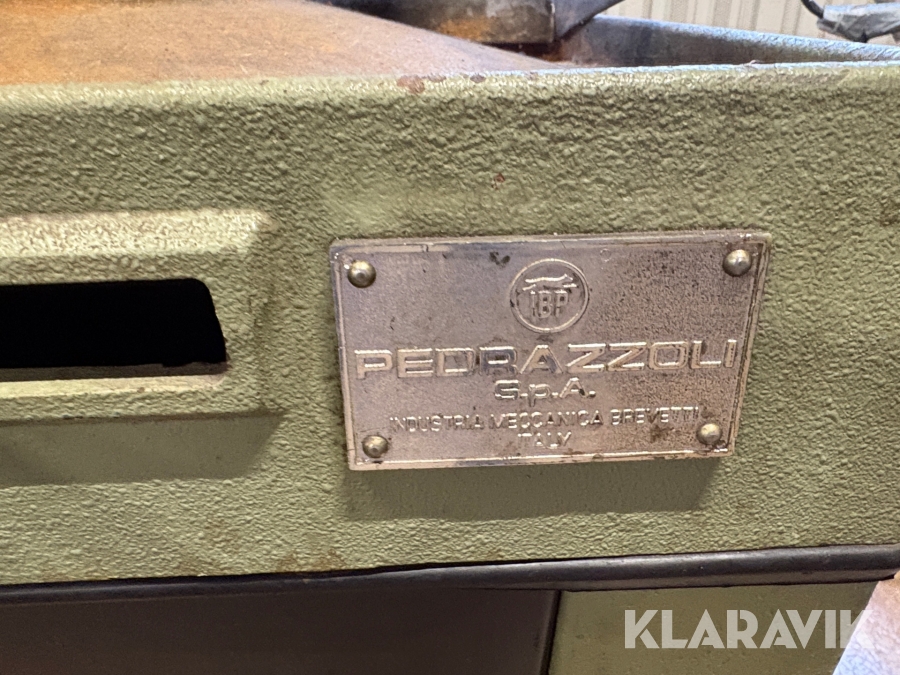 IBP
PEDRAZZOLI
S.p.A.
INDUSTRIA MECCANICA BREVETTI
ITALY
KLARAVIK